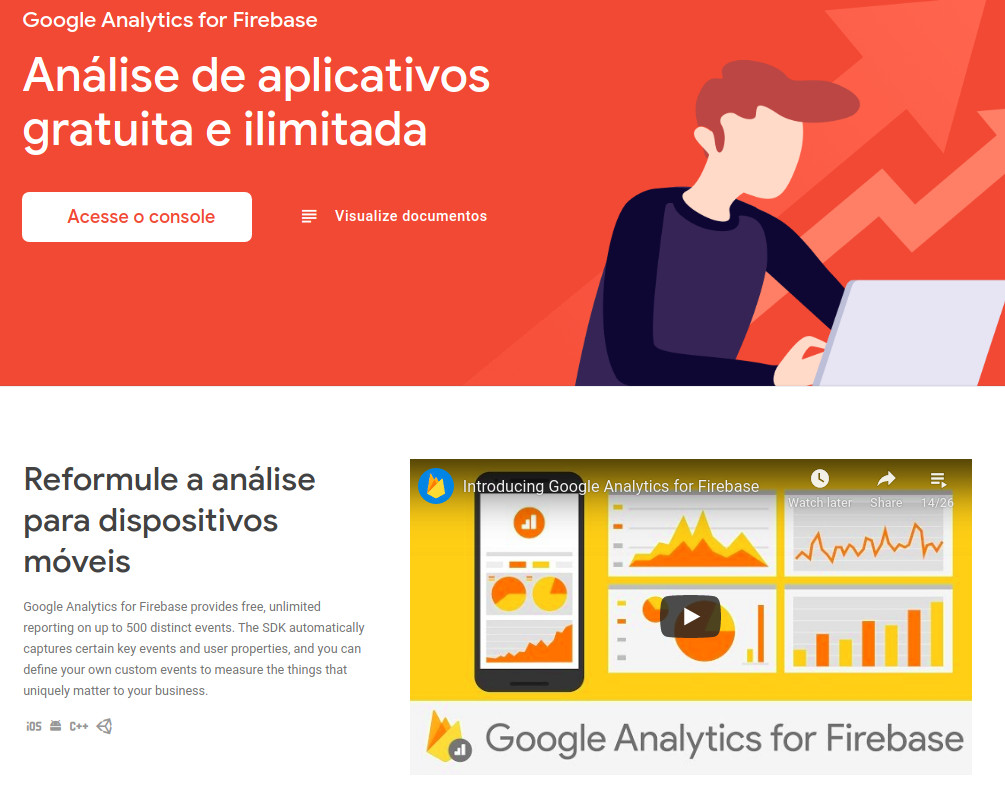 Google Analytics for Firebase
Análise de aplicativos
gratuita e ilimitada
Acesse o console
Visualize documentos
Reformule a análise
para dispositivos
móveis
Google Analytics for Firebase provides free, unlimited
reporting on up to 500 distinct events. The SDK automatically
captures certain key events and user properties, and you can
define your own custom events to measure the things that
uniquely matter to your business.
iOS C++
Introducing Google Analytics for Firebase
Watch later Share 14/26
Google Analytics for Firebase